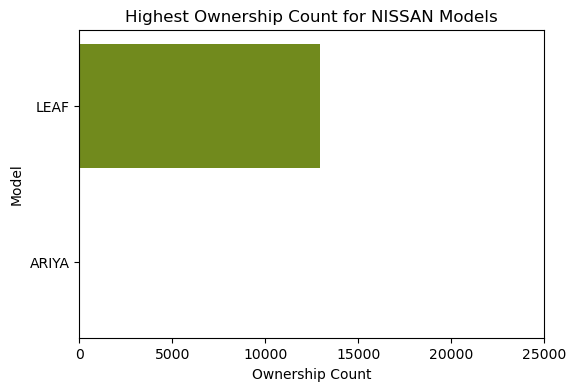 Highest Ownership Count for NISSAN Models
LEAF
Model
ARIYA
0 5000 10000 15000 20000 25000
Ownership Count